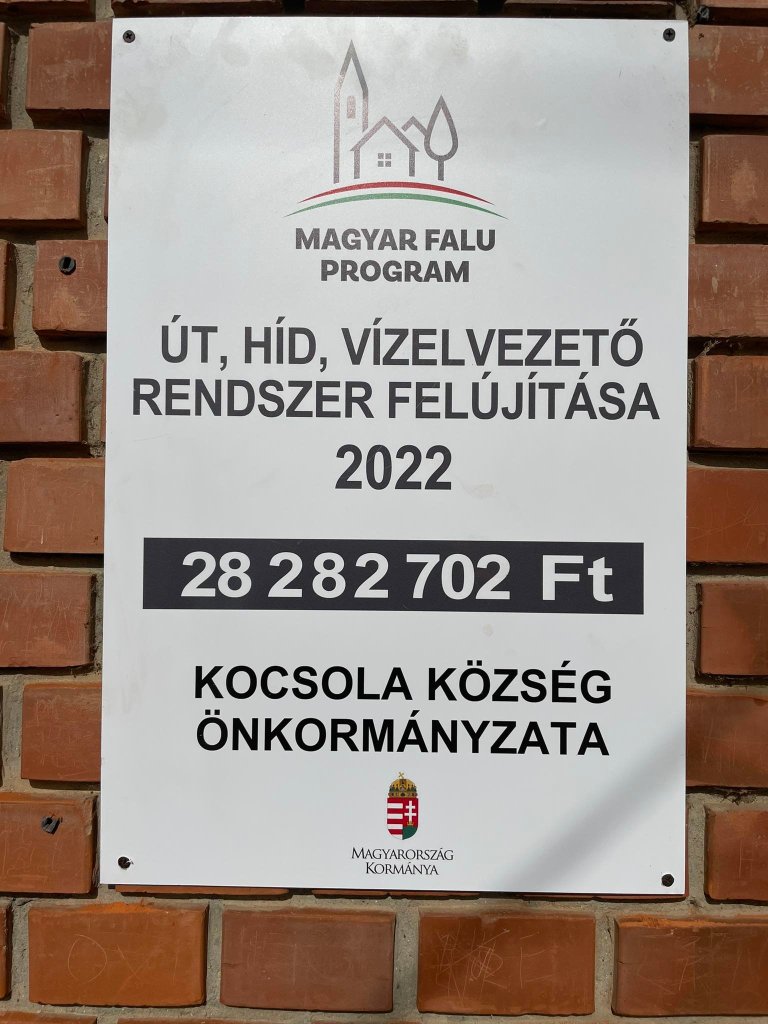 MAGYAR FALU
PROGRAM
ÚT, HÍD, VÍZELVEZETŐ
RENDSZER FELÚJÍTÁSA
2022
28 282 702 Ft
KOCSOLA KÖZSÉG
ÖNKORMÁNYZATA
MAGYARORSZÁG
KORMÁNYA